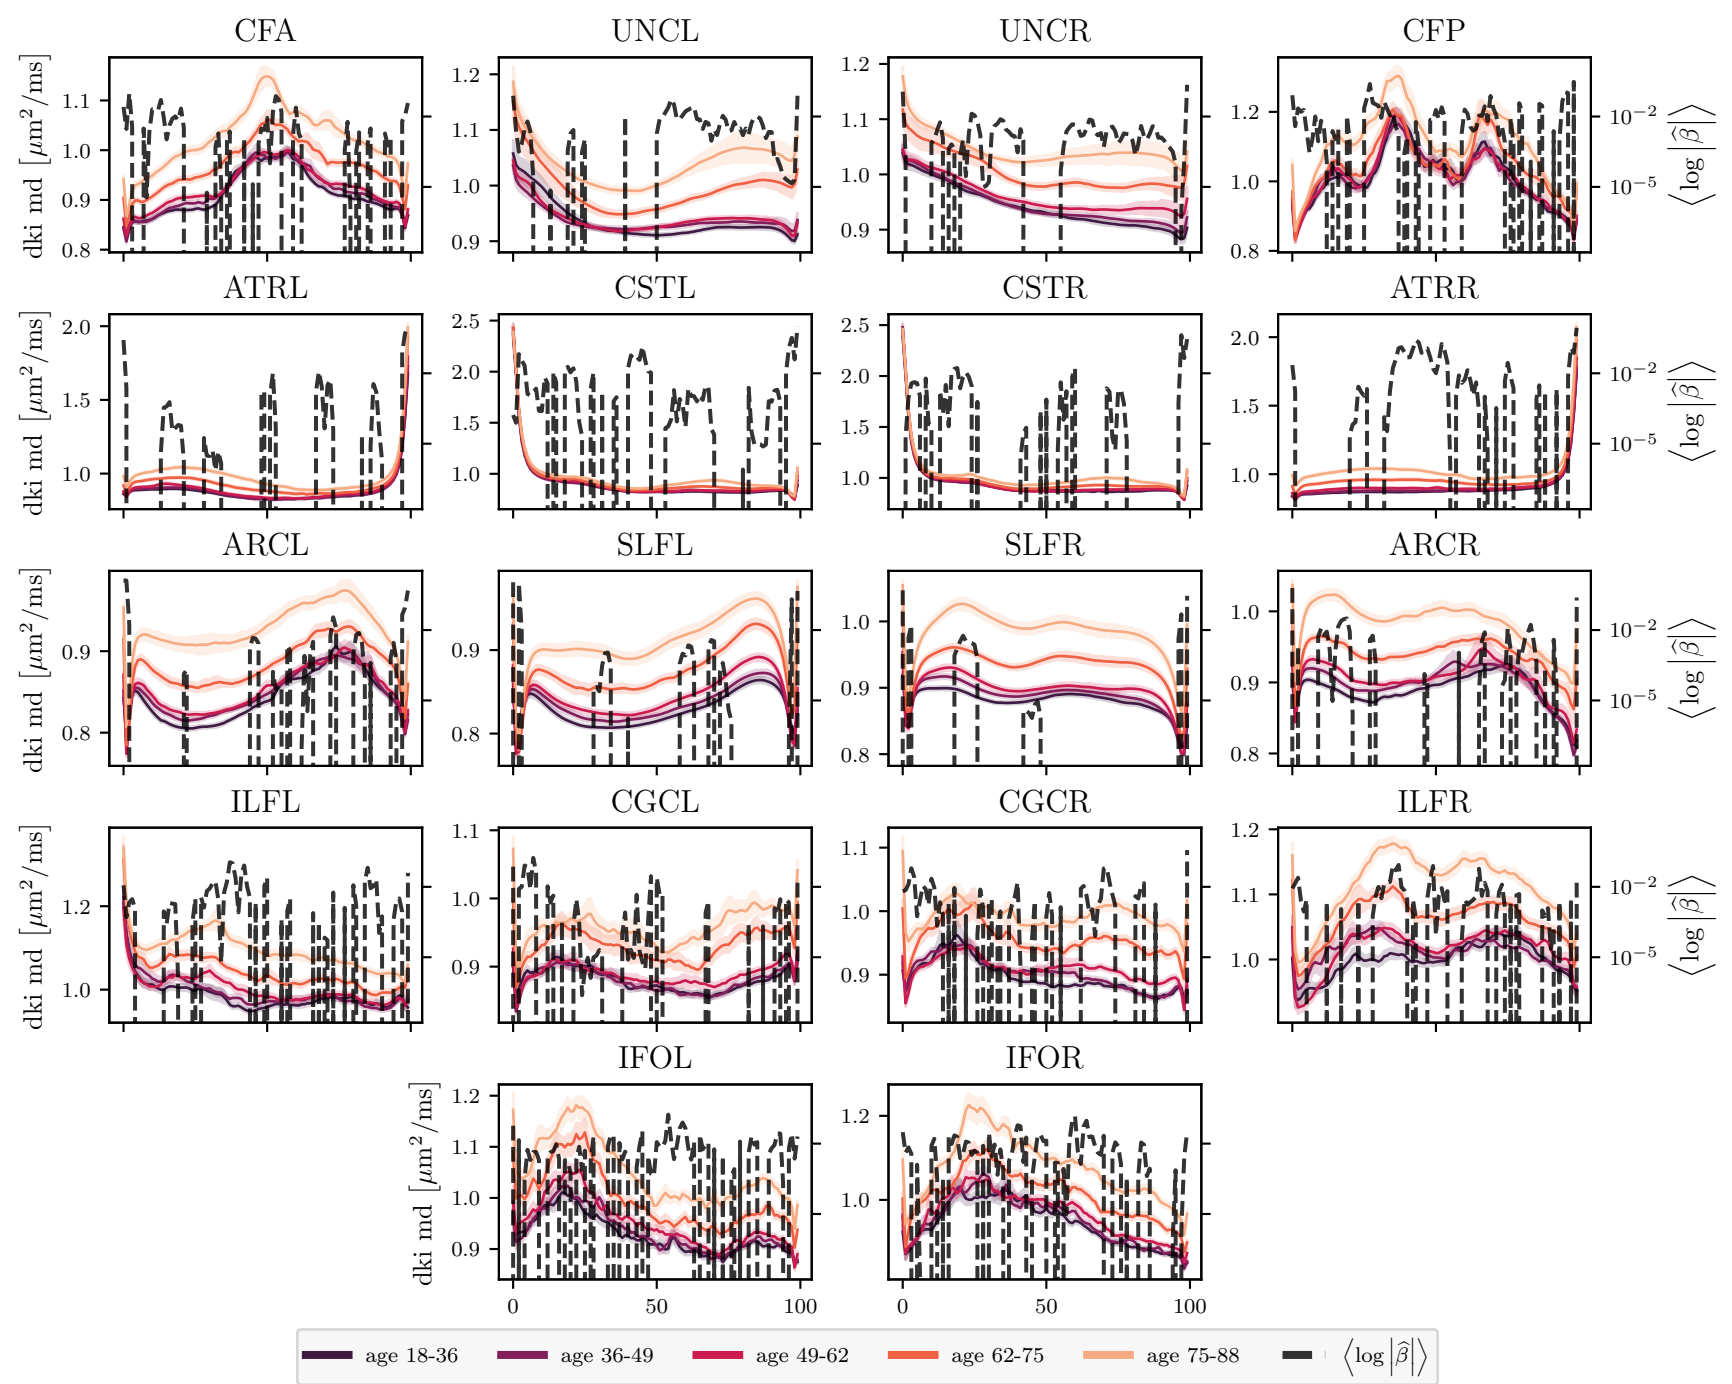 CFA UNCL UNCR CFP
dki md [μm²/ms] 0.8 0.9 1.0 1.1 0.9 1.0 1.1 1.2 0.9 1.0 1.1 1.2 0.8 1.0 1.2 10⁻² 10⁻⁵ ⟨log |β̂|⟩
ATRL CSTL CSTR ATRR
dki md [μm²/ms] 1.0 1.5 2.0 1.0 1.5 2.0 2.5 1.0 1.5 2.0 2.5 1.0 1.5 2.0 10⁻² 10⁻⁵ ⟨log |β̂|⟩
ARCL SLFL SLFR ARCR
dki md [μm²/ms] 0.8 0.9 0.8 0.9 0.8 0.9 1.0 0.8 0.9 1.0 10⁻² 10⁻⁵ ⟨log |β̂|⟩
ILFL CGCL CGCR ILFR
dki md [μm²/ms] 1.0 1.2 0.9 1.0 1.1 0.9 1.0 1.1 1.0 1.1 1.2 10⁻² 10⁻⁵ ⟨log |β̂|⟩
IFOL IFOR
dki md [μm²/ms] 0.9 1.0 1.1 1.2 1.0 1.2
0 50 100 0 50 100
age 18-36 age 36-49 age 49-62 age 62-75 age 75-88 ⟨log |β̂|⟩